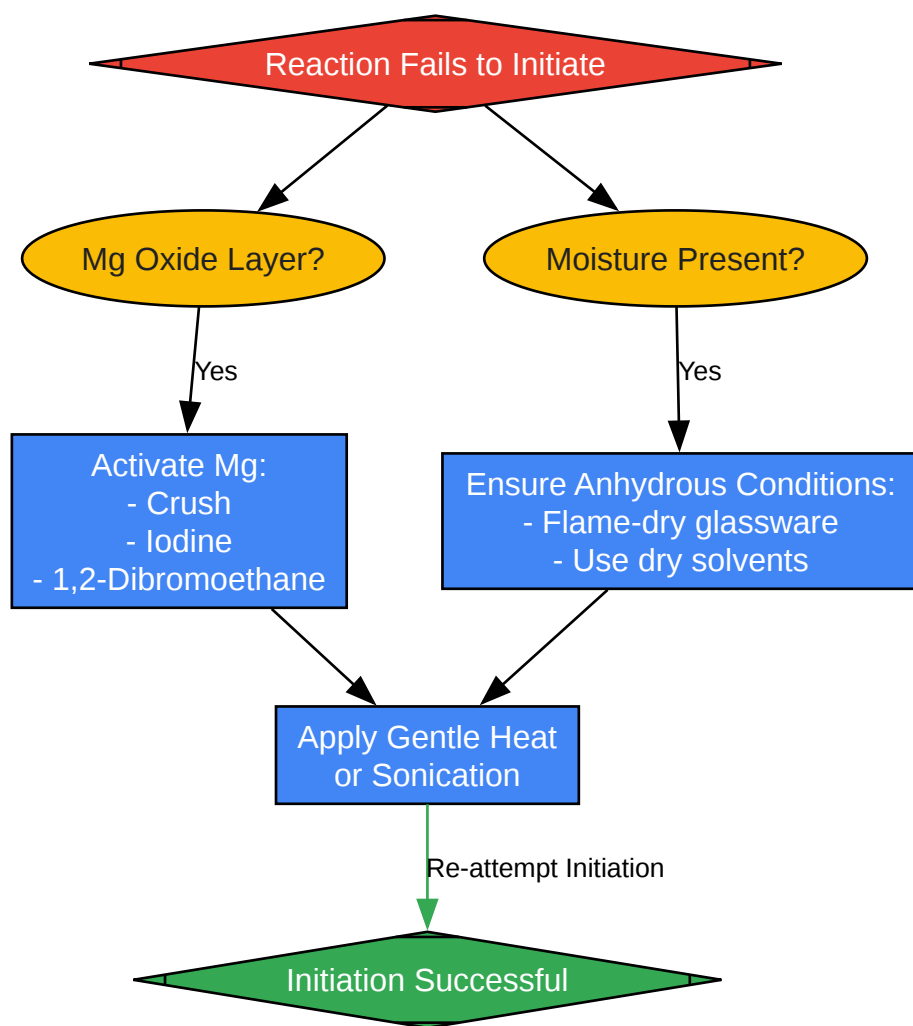 Reaction Fails to Initiate
Mg Oxide Layer?
Moisture Present?
Yes
Yes
Activate Mg:
- Crush
- Iodine
- 1,2-Dibromoethane
Ensure Anhydrous Conditions:
- Flame-dry glassware
- Use dry solvents
Apply Gentle Heat
or Sonication
Re-attempt Initiation
Initiation Successful